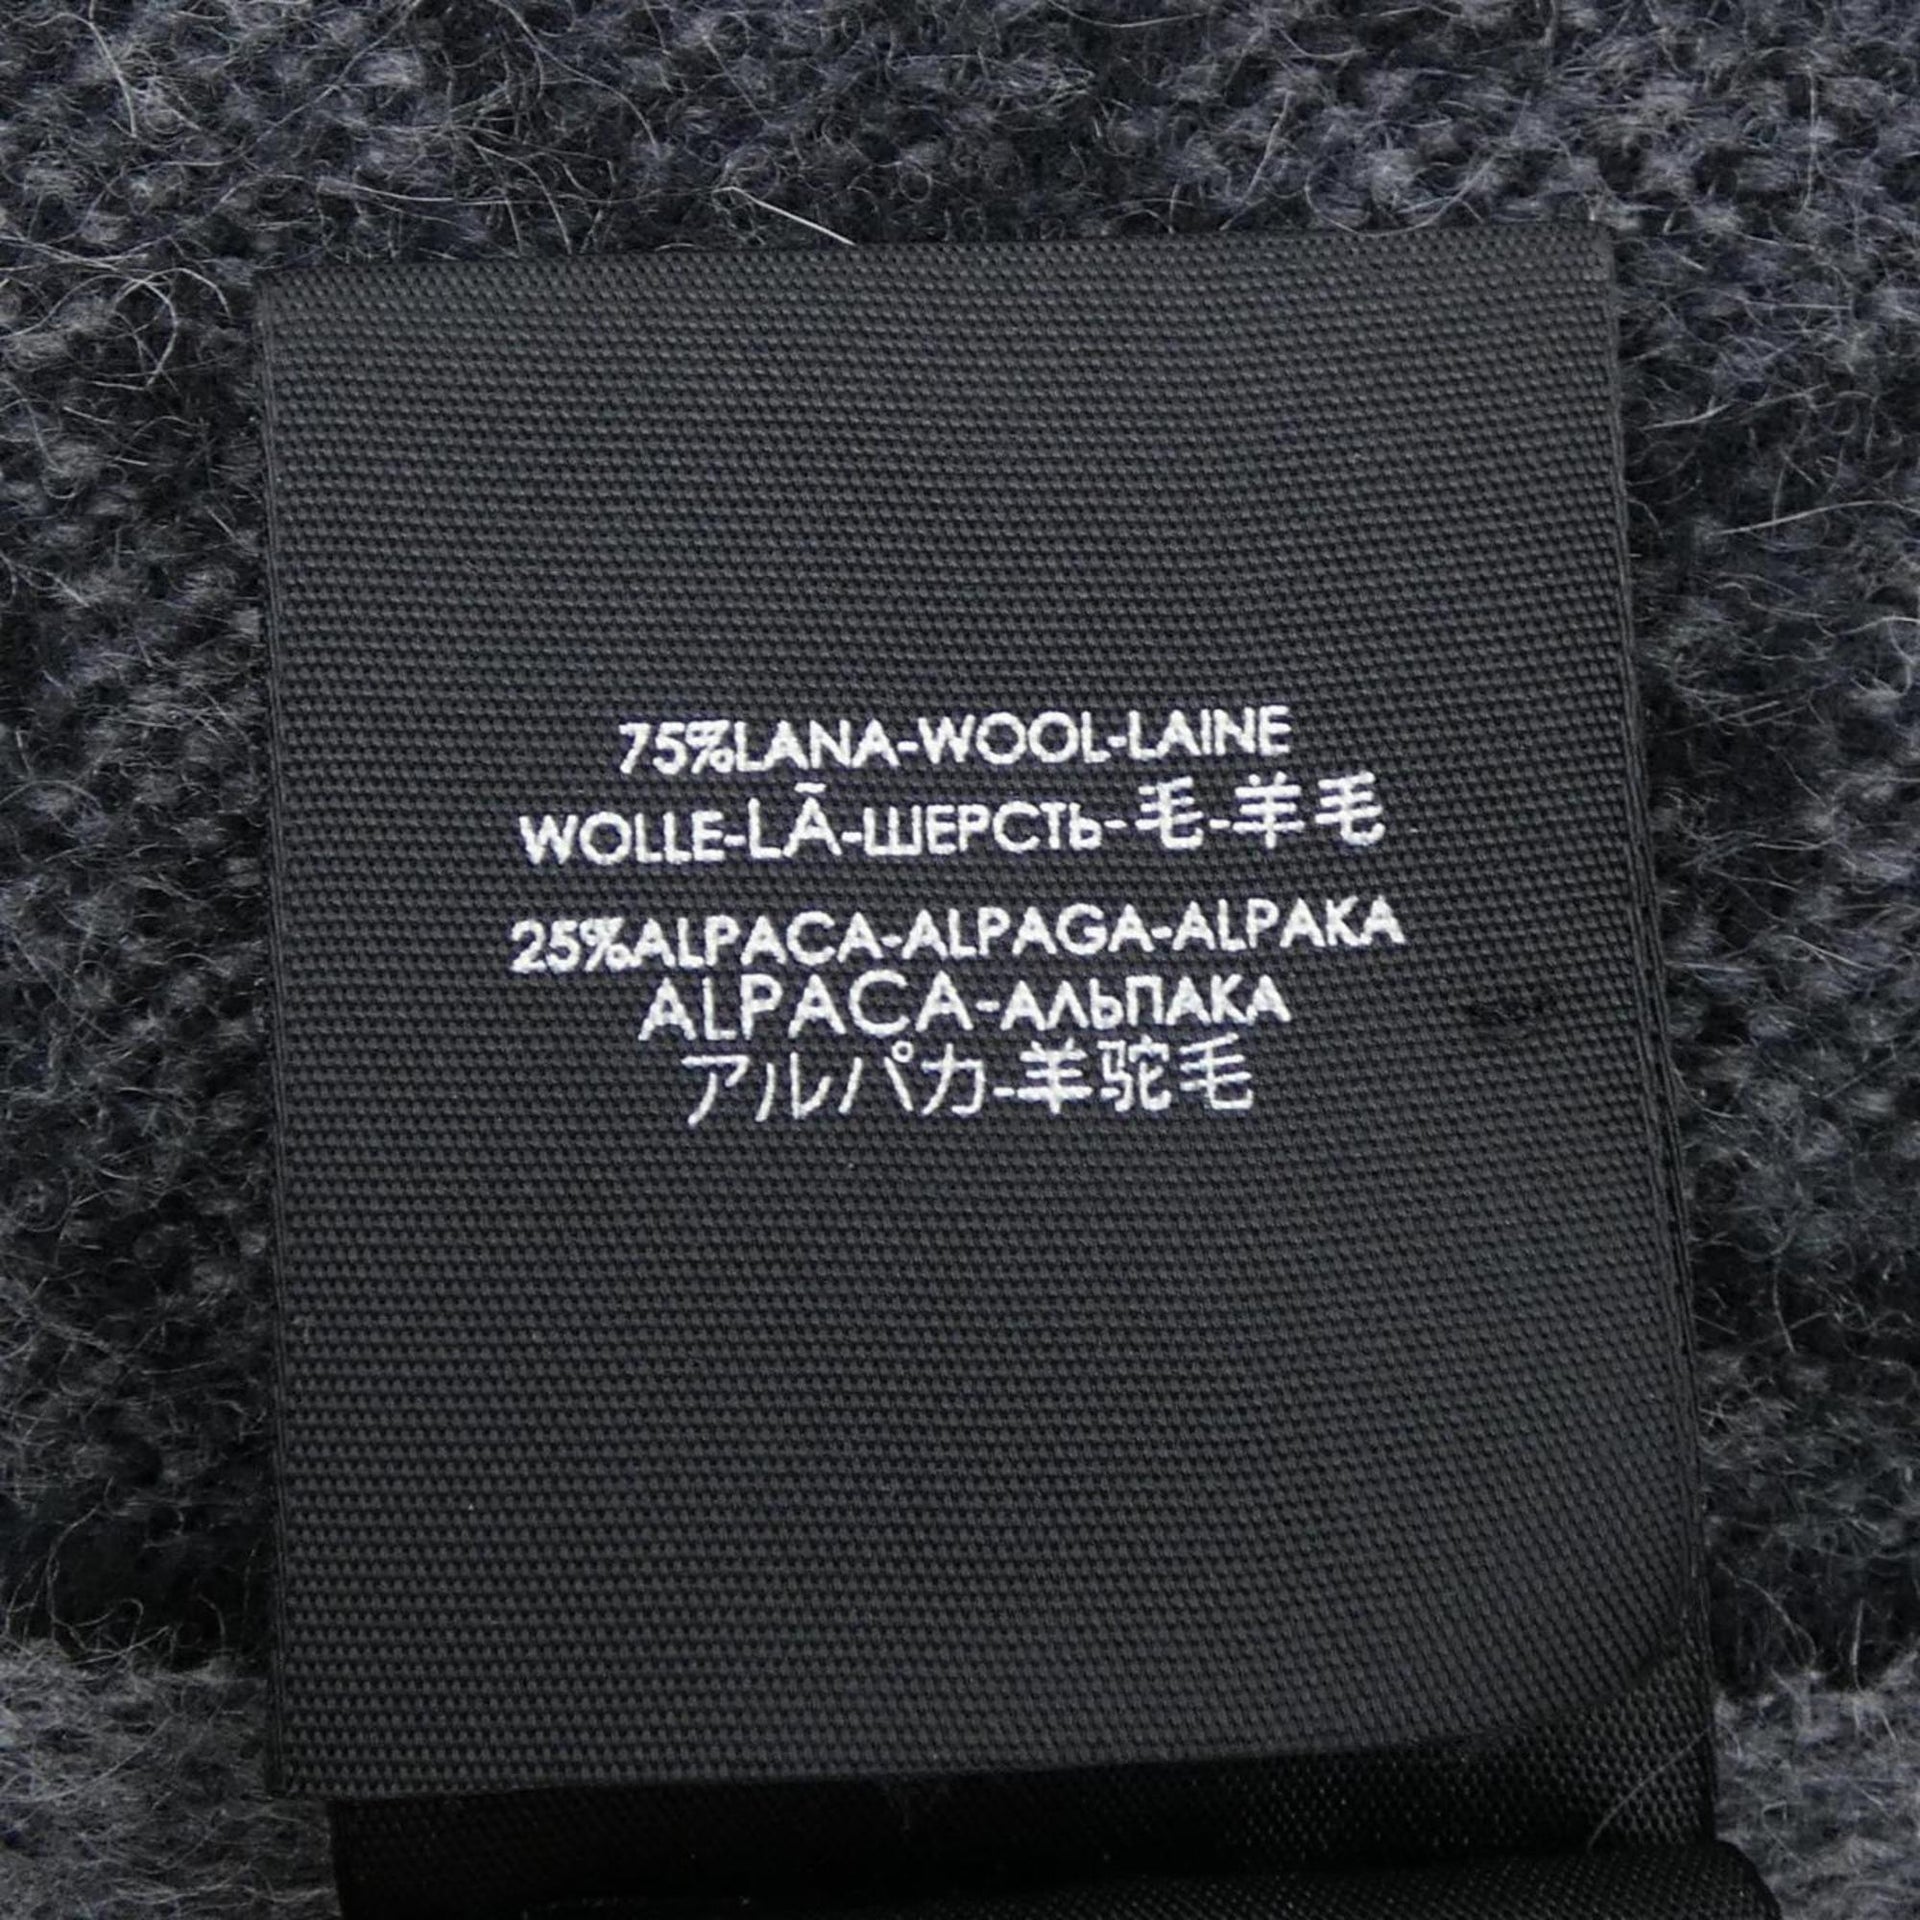 75%LANA-WOOL-LAINE
WOLLE-LÃ-ШЕРСТЬ-毛-羊毛
25%ALPACA-ALPAGA-ALPAKA
ALPACA-АЛЬПАКА
アルパカ-羊驼毛